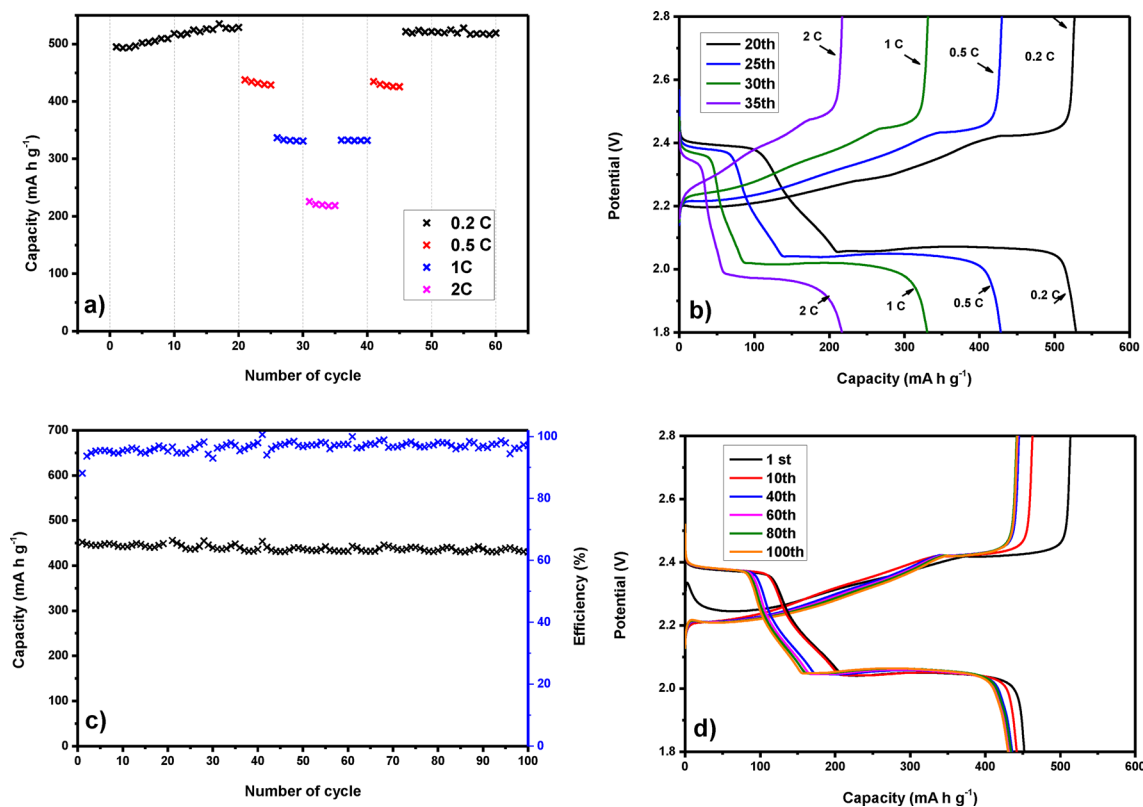 a)
Capacity (mA h g⁻¹)
500
400
300
200
100
0
0 10 20 30 40 50 60
Number of cycle
0.2 C
0.5 C
1C
2C
b)
Potential (V)
2.8
2.6
2.4
2.2
2.0
1.8
20th
25th
30th
35th
2 C
1 C
0.5 C
0.2 C
2 C
1 C
0.5 C
0.2 C
0 100 200 300 400 500 600
Capacity (mA h g⁻¹)
c)
Capacity (mA h g⁻¹)
700
600
500
400
300
200
100
0
100
80
60
40
20
0
Efficiency (%)
0 10 20 30 40 50 60 70 80 90 100
Number of cycle
d)
Potential (V)
2.8
2.6
2.4
2.2
2.0
1.8
1 st
10th
40th
60th
80th
100th
0 100 200 300 400 500 600
Capacity (mA h g⁻¹)